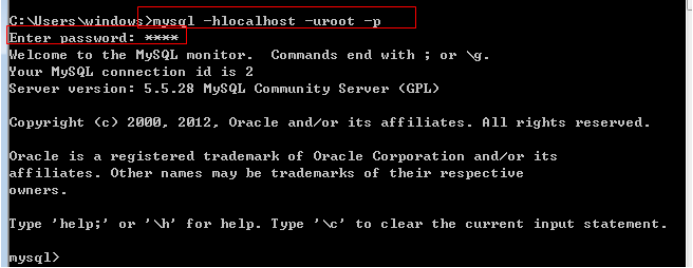 C:\Users\windows>mysql -hlocalhost -uroot -p
Enter password: ****
Welcome to the MySQL monitor.  Commands end with ; or \g.
Your MySQL connection id is 2
Server version: 5.5.28 MySQL Community Server (GPL)
Copyright (c) 2000, 2012, Oracle and/or its affiliates. All rights reserved.
Oracle is a registered trademark of Oracle Corporation and/or its
affiliates. Other names may be trademarks of their respective
owners.
Type 'help;' or '\h' for help. Type '\c' to clear the current input statement.
mysql>